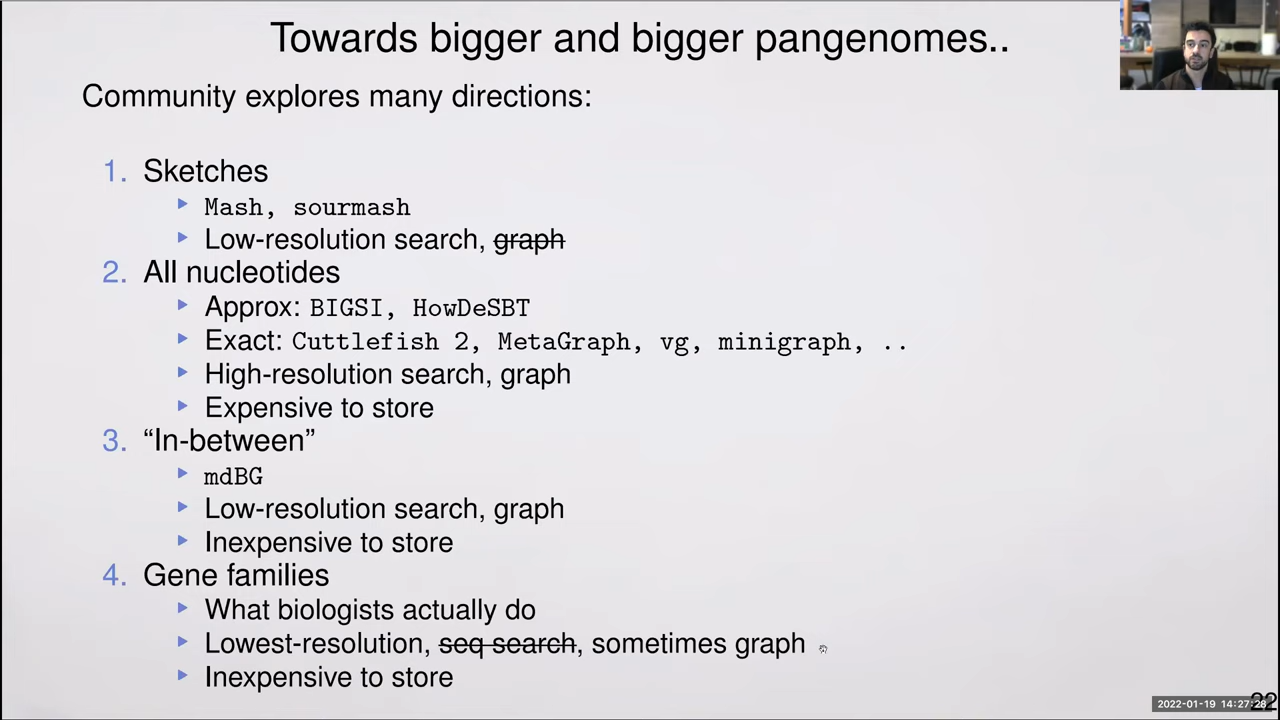 Towards bigger and bigger pangenomes..
Community explores many directions:
1. Sketches
Mash, sourmash
Low-resolution search, graph
2. All nucleotides
Approx: BIGSI, HowDeSBT
Exact: Cuttlefish 2, MetaGraph, vg, minigraph, ..
High-resolution search, graph
Expensive to store
3. “In-between”
mdBG
Low-resolution search, graph
Inexpensive to store
4. Gene families
What biologists actually do
Lowest-resolution, seq search, sometimes graph
Inexpensive to store
22
2022-01-19 14:27:28